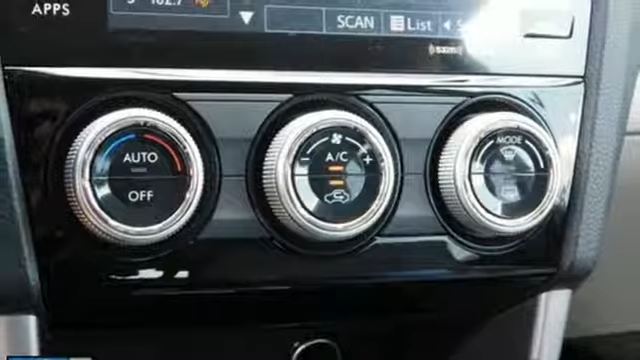 APPS
SCAN List
AUTO
OFF
- A/C +
MODE